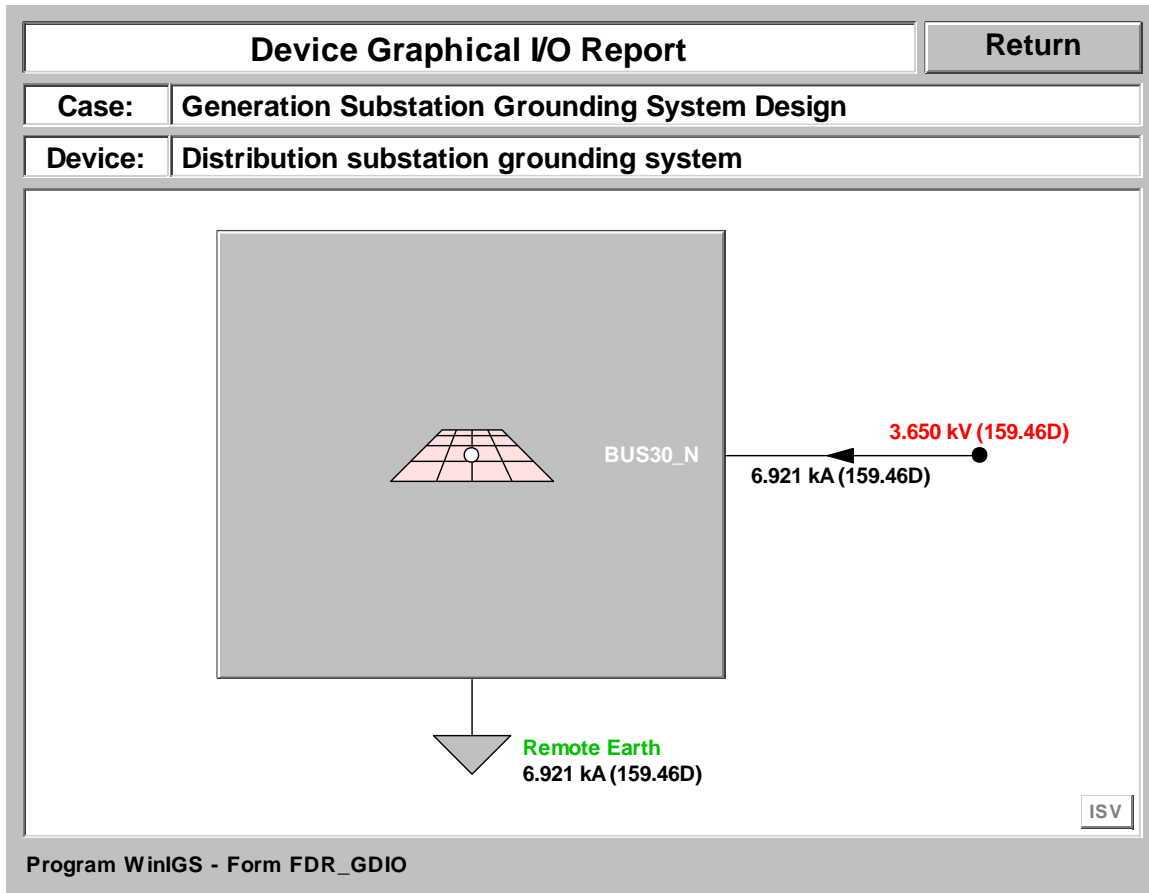 Device Graphical I/O Report
Return
Case:
Generation Substation Grounding System Design
Device:
Distribution substation grounding system
3.650 kV (159.46D)
BUS30_N
6.921 kA (159.46D)
Remote Earth
6.921 kA (159.46D)
ISV
Program WinIGS - Form FDR_GDIO